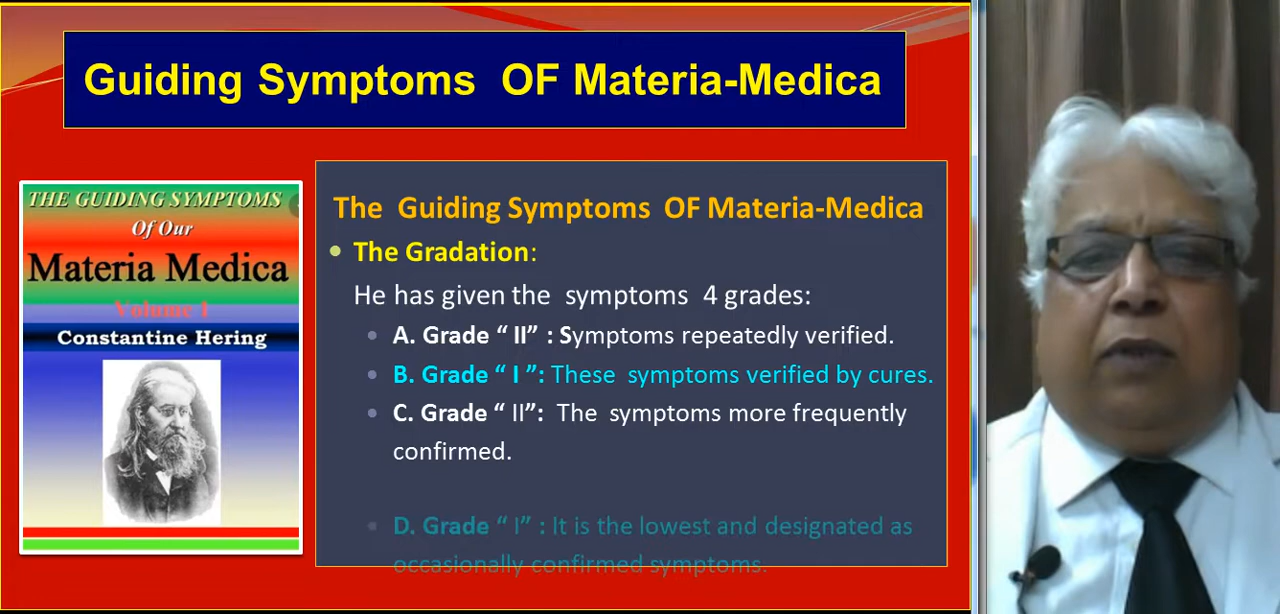 Guiding Symptoms OF Materia-Medica
THE GUIDING SYMPTOMS
Of Our
Materia Medica
Volume 1
Constantine Hering
The Guiding Symptoms OF Materia-Medica
The Gradation:
He has given the symptoms 4 grades:
A. Grade “ II” : Symptoms repeatedly verified.
B. Grade “ I ”: These symptoms verified by cures.
C. Grade “ II”: The symptoms more frequently
confirmed.
D. Grade “ I” : It is the lowest and designated as
occasionally confirmed symptoms.